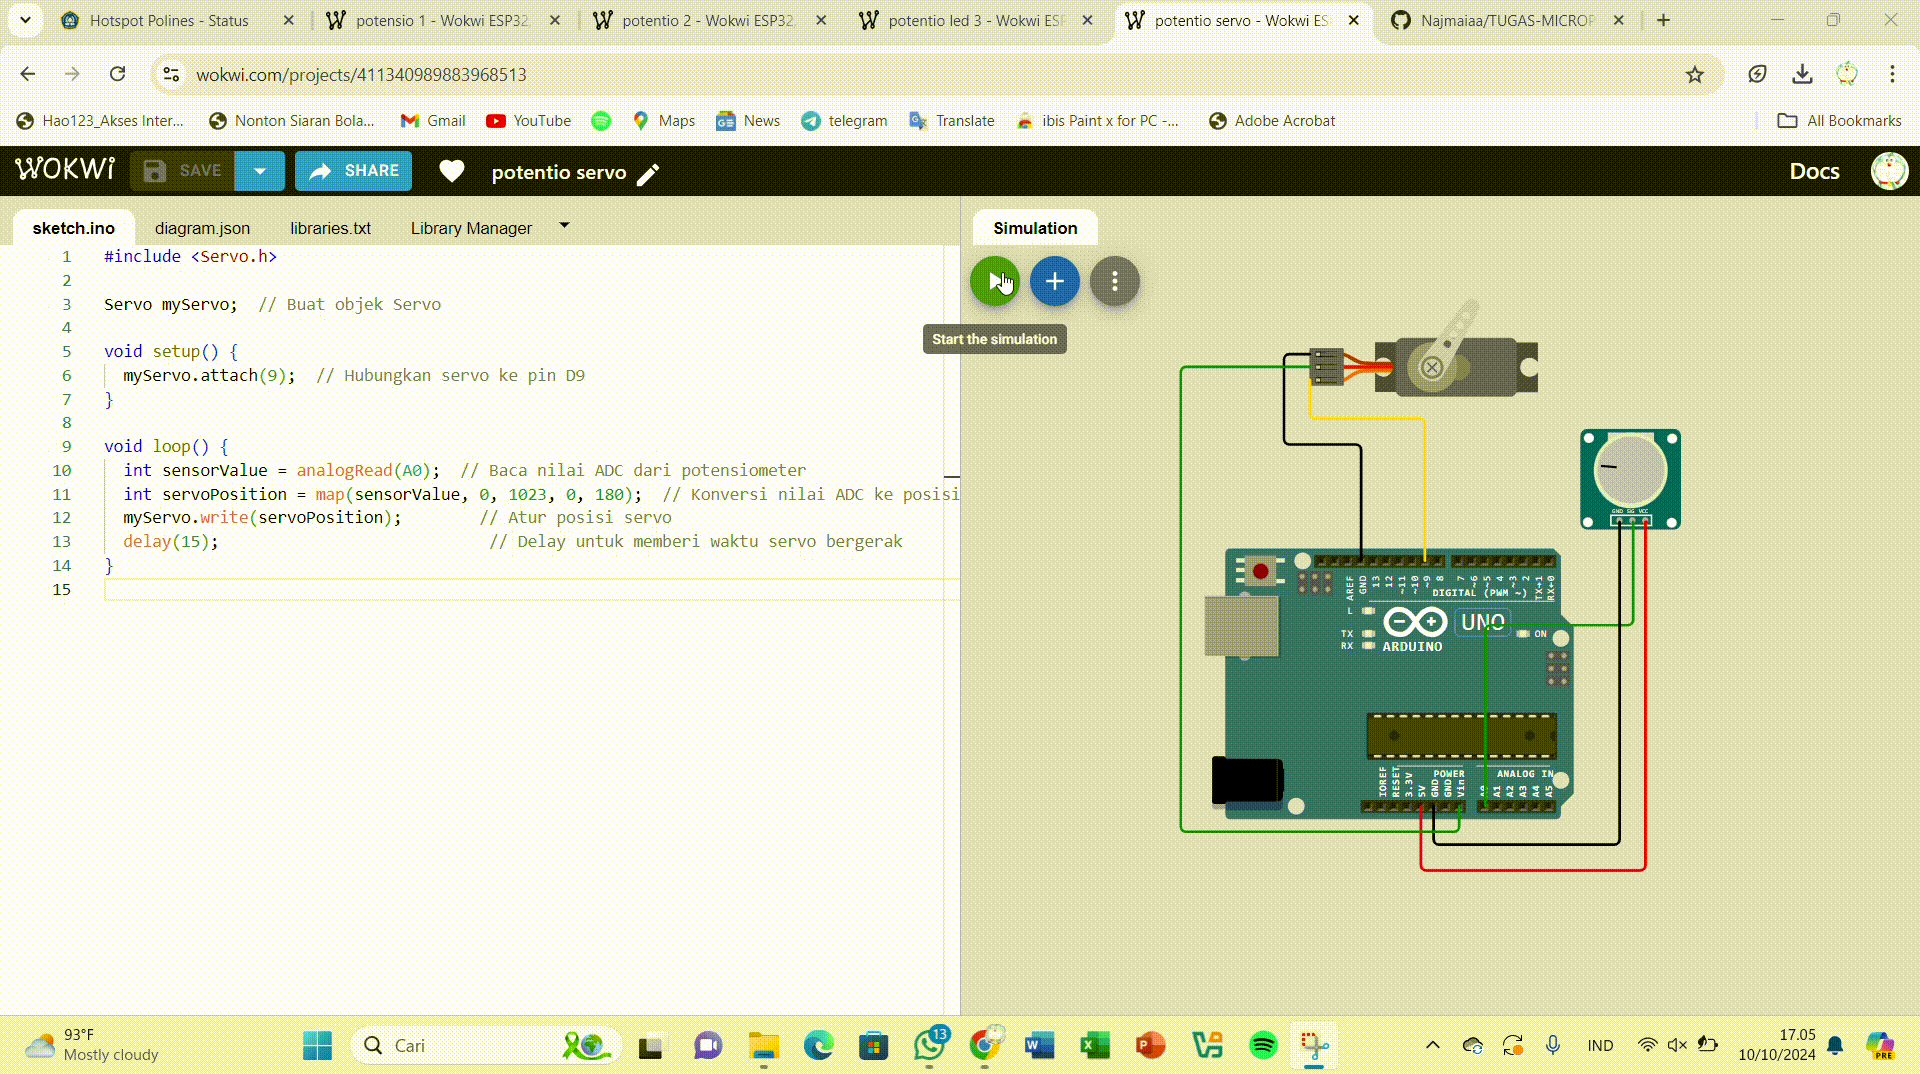 Hotspot Polines - Status
potensio 1 - Wokwi ESP32
potentio 2 - Wokwi ESP32
potentio led 3 - Wokwi ESP
potentio servo - Wokwi ES
Najmaiaa/TUGAS-MICROP
wokwi.com/projects/411340989883968513
Hao123_Akses Inter...
Nonton Siaran Bola...
Gmail
YouTube
Maps
News
telegram
Translate
ibis Paint x for PC -...
Adobe Acrobat
All Bookmarks
WOKWi
SAVE
SHARE
potentio servo
Docs
sketch.ino
diagram.json
libraries.txt
Library Manager
Simulation
1 #include <Servo.h>
2
3 Servo myServo;  // Buat objek Servo
4
5 void setup() {
6   myServo.attach(9);  // Hubungkan servo ke pin D9
7 }
8
9 void loop() {
10   int sensorValue = analogRead(A0);  // Baca nilai ADC dari potensiometer
11   int servoPosition = map(sensorValue, 0, 1023, 0, 180);  // Konversi nilai ADC ke posisi
12   myServo.write(servoPosition);        // Atur posisi servo
13   delay(15);                            // Delay untuk memberi waktu servo bergerak
14 }
15
Start the simulation
GND SIG VCC
AREF GND 13 12 ~11 ~10 ~9 8 7 ~6 ~5 4 ~3 2 TX→1 RX←0
DIGITAL (PWM ~)
L
TX
RX
UNO
ON
ARDUINO
POWER
ANALOG IN
IOREF RESET 3.3V 5V GND GND Vin A0 A1 A2 A3 A4 A5
93°F
Mostly cloudy
Cari
13
IND
17.05
10/10/2024
PRE